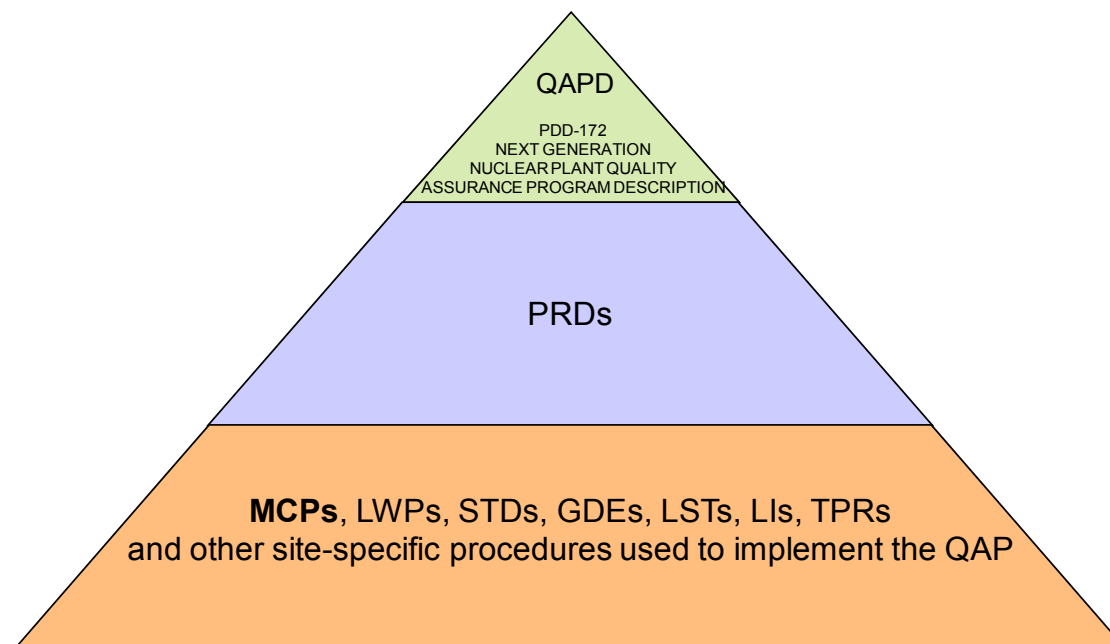 QAPD
PDD-172
NEXT GENERATION
NUCLEAR PLANT QUALITY
ASSURANCE PROGRAM DESCRIPTION
PRDs
MCPs, LWPs, STDs, GDEs, LSTs, LIs, TPRs
and other site-specific procedures used to implement the QAP